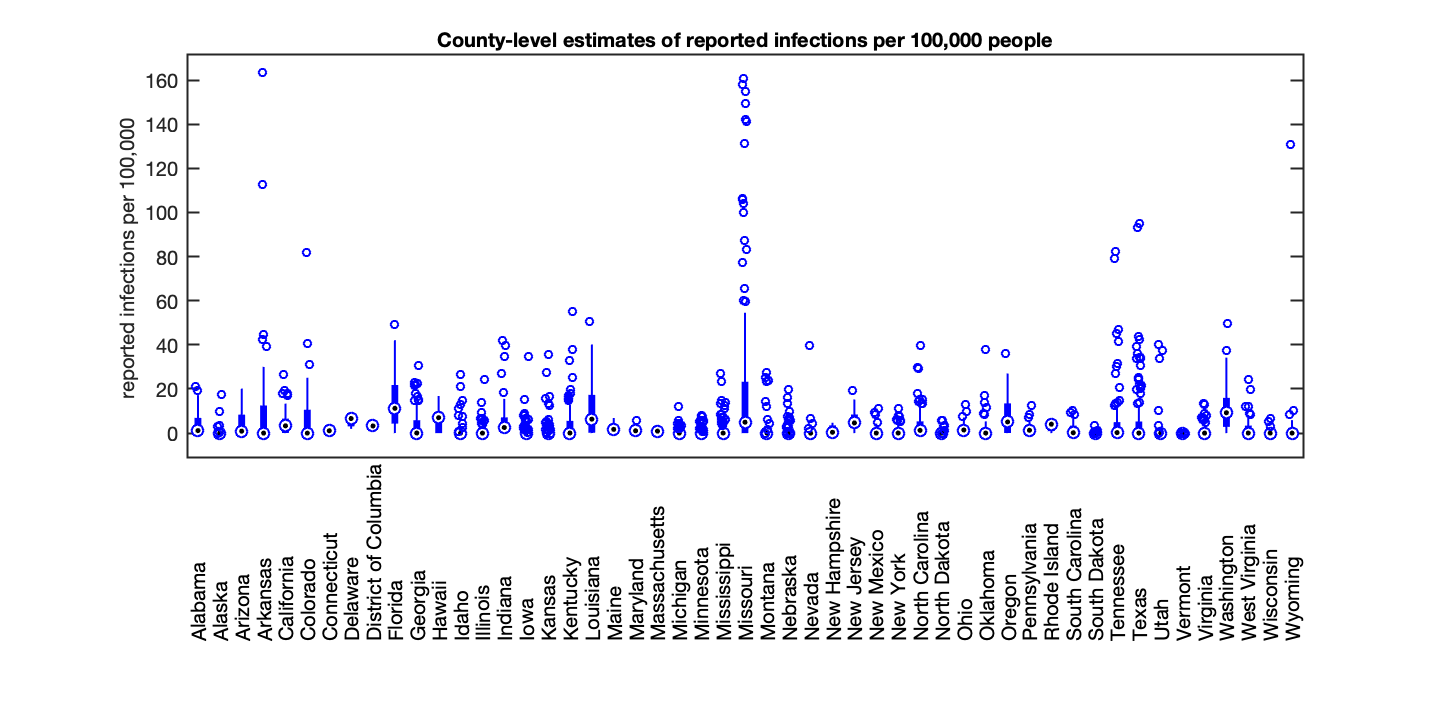 County-level estimates of reported infections per 100,000 people
reported infections per 100,000
160
140
120
100
80
60
40
20
0
Alabama
Alaska
Arizona
Arkansas
California
Colorado
Connecticut
Delaware
District of Columbia
Florida
Georgia
Hawaii
Idaho
Illinois
Indiana
Iowa
Kansas
Kentucky
Louisiana
Maine
Maryland
Massachusetts
Michigan
Minnesota
Mississippi
Missouri
Montana
Nebraska
Nevada
New Hampshire
New Jersey
New Mexico
New York
North Carolina
North Dakota
Ohio
Oklahoma
Oregon
Pennsylvania
Rhode Island
South Carolina
South Dakota
Tennessee
Texas
Utah
Vermont
Virginia
Washington
West Virginia
Wisconsin
Wyoming